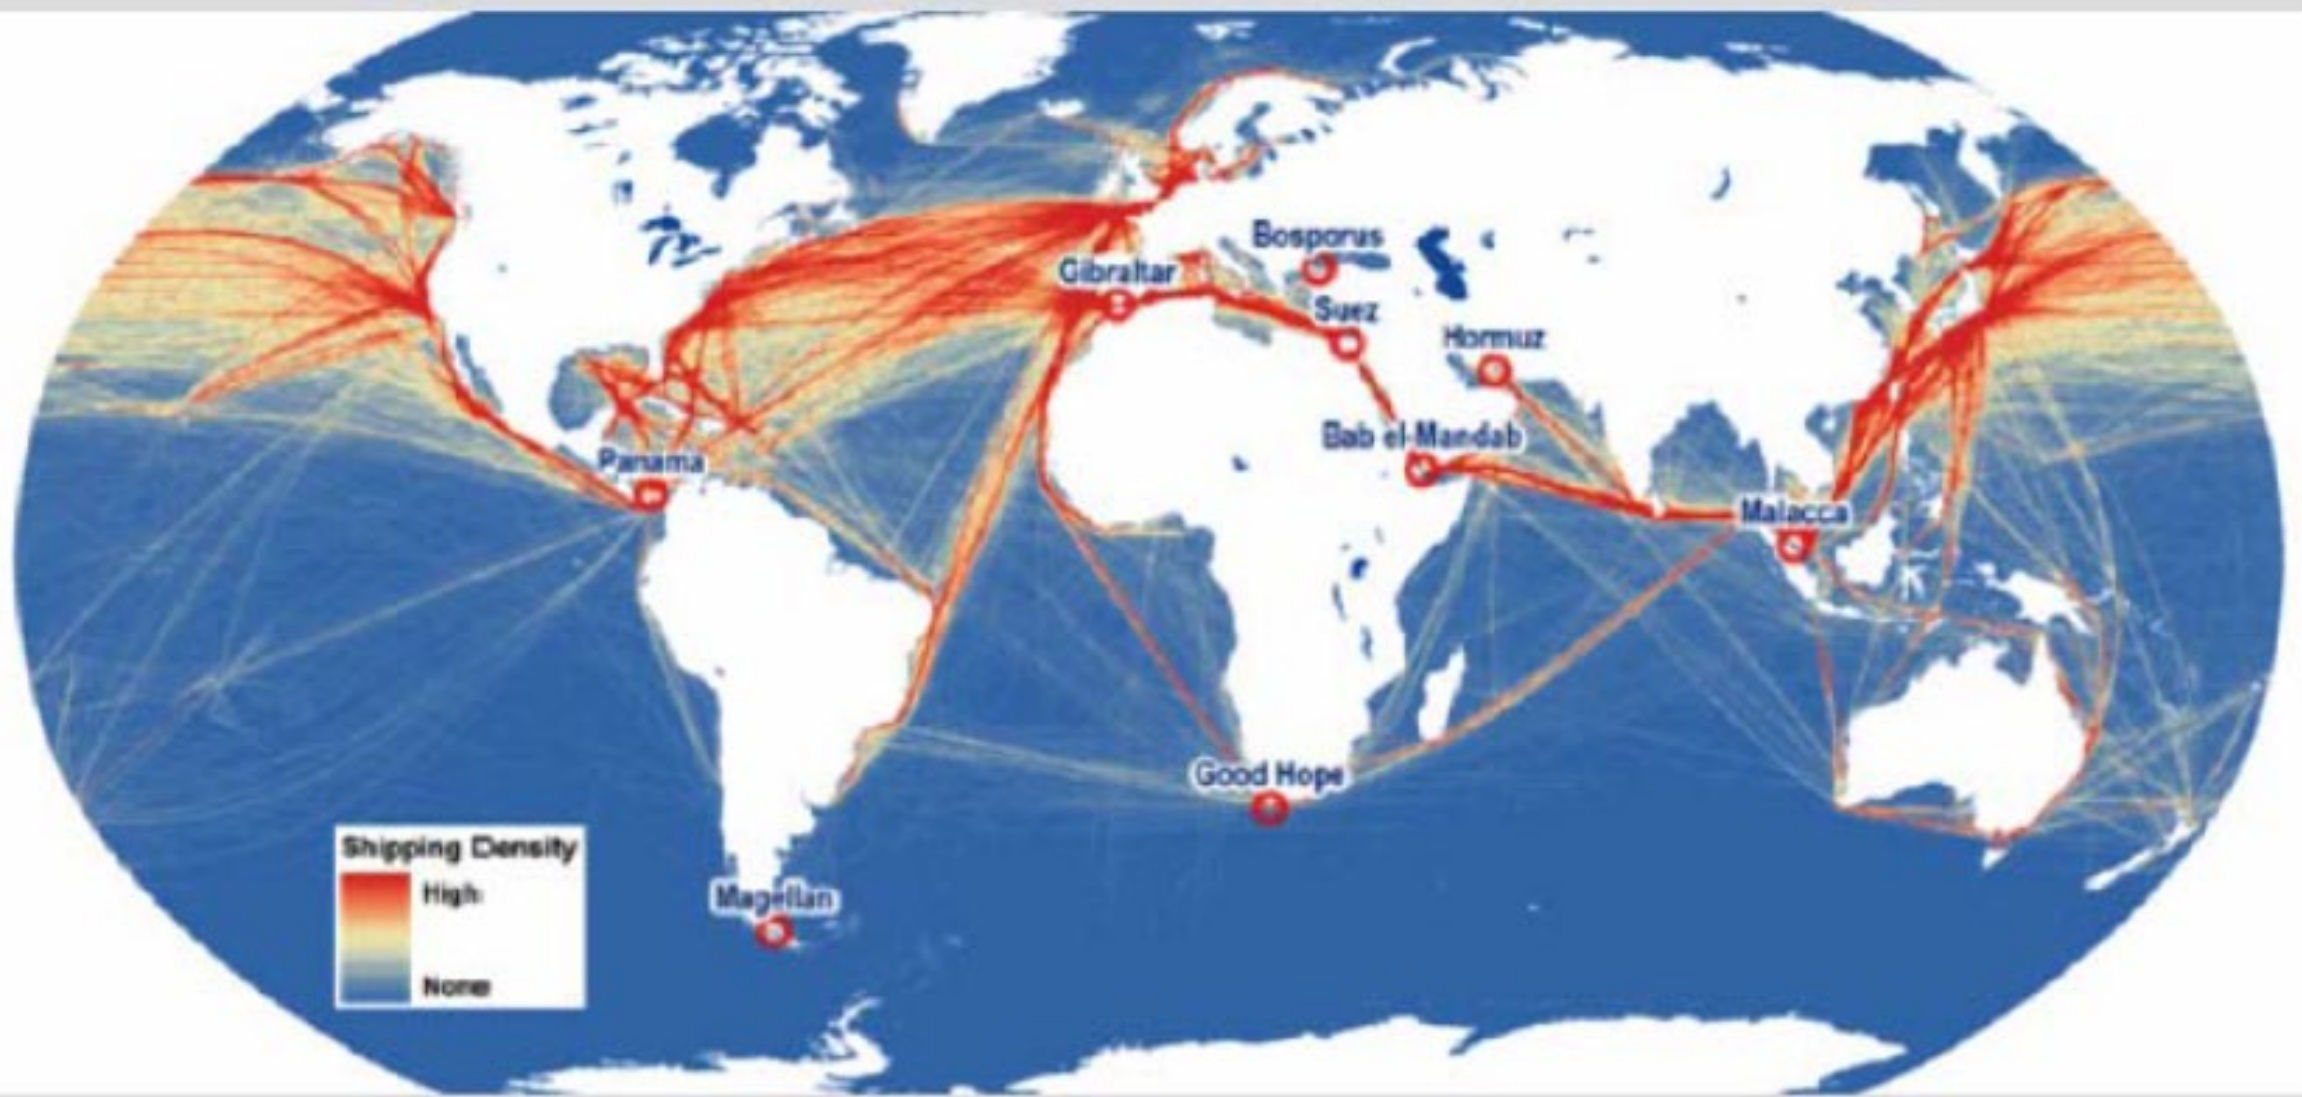 Bosporus
Gibraltar
Suez
Hormuz
Bab el-Mandab
Panama
Malacca
Good Hope
Magellan
Shipping Density
High
None